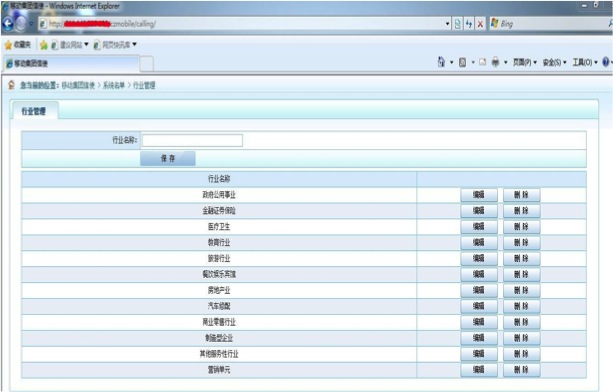 移动集团信使 - Windows Internet Explorer
http:// czmobile/calling/
Bing
收藏夹 建议网站 网页快讯库
移动集团信使
页面(P) 安全(S) 工具(O)
您当前的位置：移动集团信使 > 系统名单 > 行业管理
行业管理
行业名称：
保 存
行业名称
政府公用事业 编辑 删 除
金融证券保险 编辑 删 除
医疗卫生 编辑 删 除
教育行业 编辑 删 除
旅游行业 编辑 删 除
餐饮娱乐宾馆 编辑 删 除
房地产业 编辑 删 除
汽车修配 编辑 删 除
商业零售行业 编辑 删 除
制造型企业 编辑 删 除
其他服务性行业 编辑 删 除
营销单元 编辑 删 除